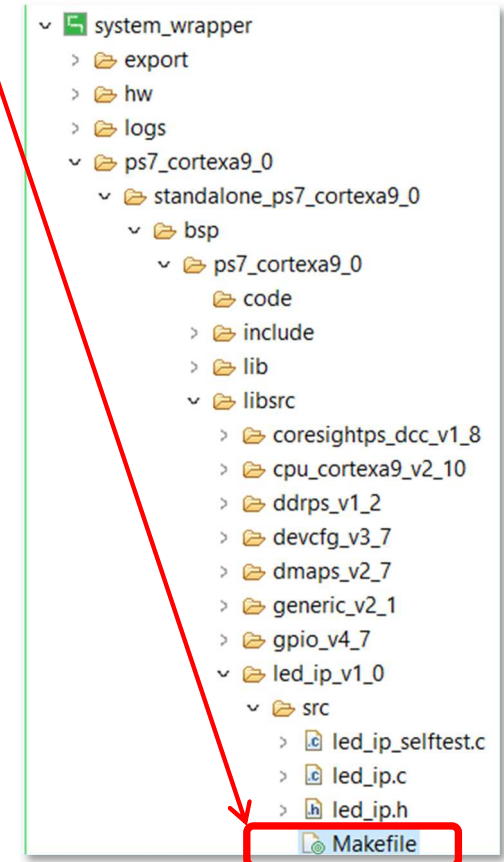 system_wrapper
export
hw
logs
ps7_cortexa9_0
standalone_ps7_cortexa9_0
bsp
ps7_cortexa9_0
code
include
lib
libsrc
coresightps_dcc_v1_8
cpu_cortexa9_v2_10
ddrps_v1_2
devcfg_v3_7
dmaps_v2_7
generic_v2_1
gpio_v4_7
led_ip_v1_0
src
led_ip_selftest.c
led_ip.c
led_ip.h
Makefile